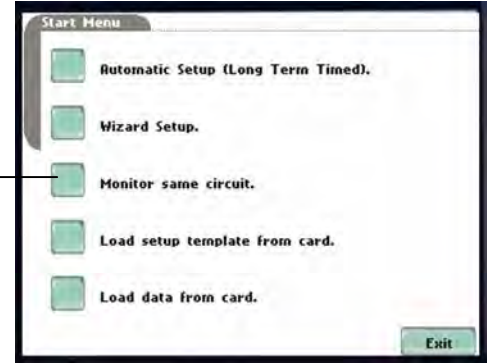 Start Menu
Automatic Setup (Long Term Timed).
Wizard Setup.
Monitor same circuit.
Load setup template from card.
Load data from card.
Exit